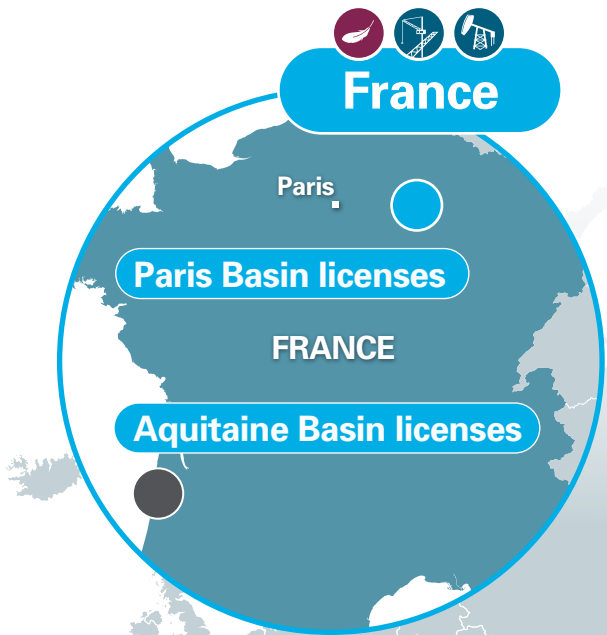 France
Paris
Paris Basin licenses
FRANCE
Aquitaine Basin licenses